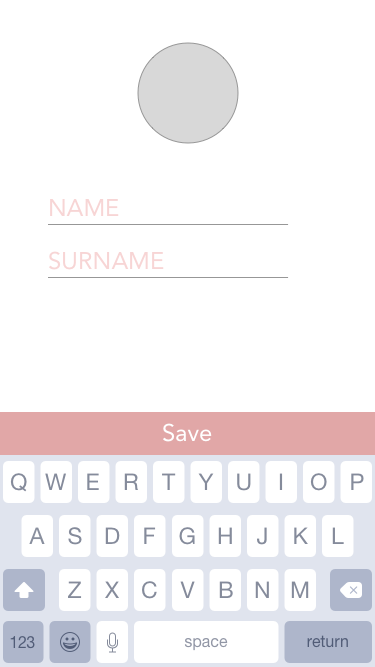 NAME
SURNAME
Save
Q W E R T Y U I O P
A S D F G H J K L
Z X C V B N M
123 space return